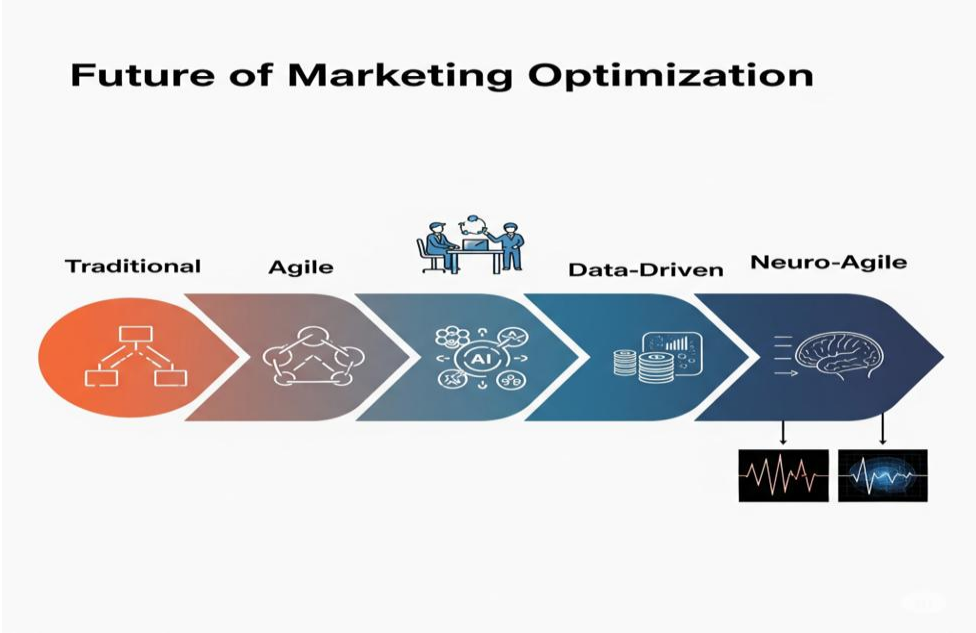 Future of Marketing Optimization
Traditional
Agile
Data-Driven
Neuro-Agile
AI